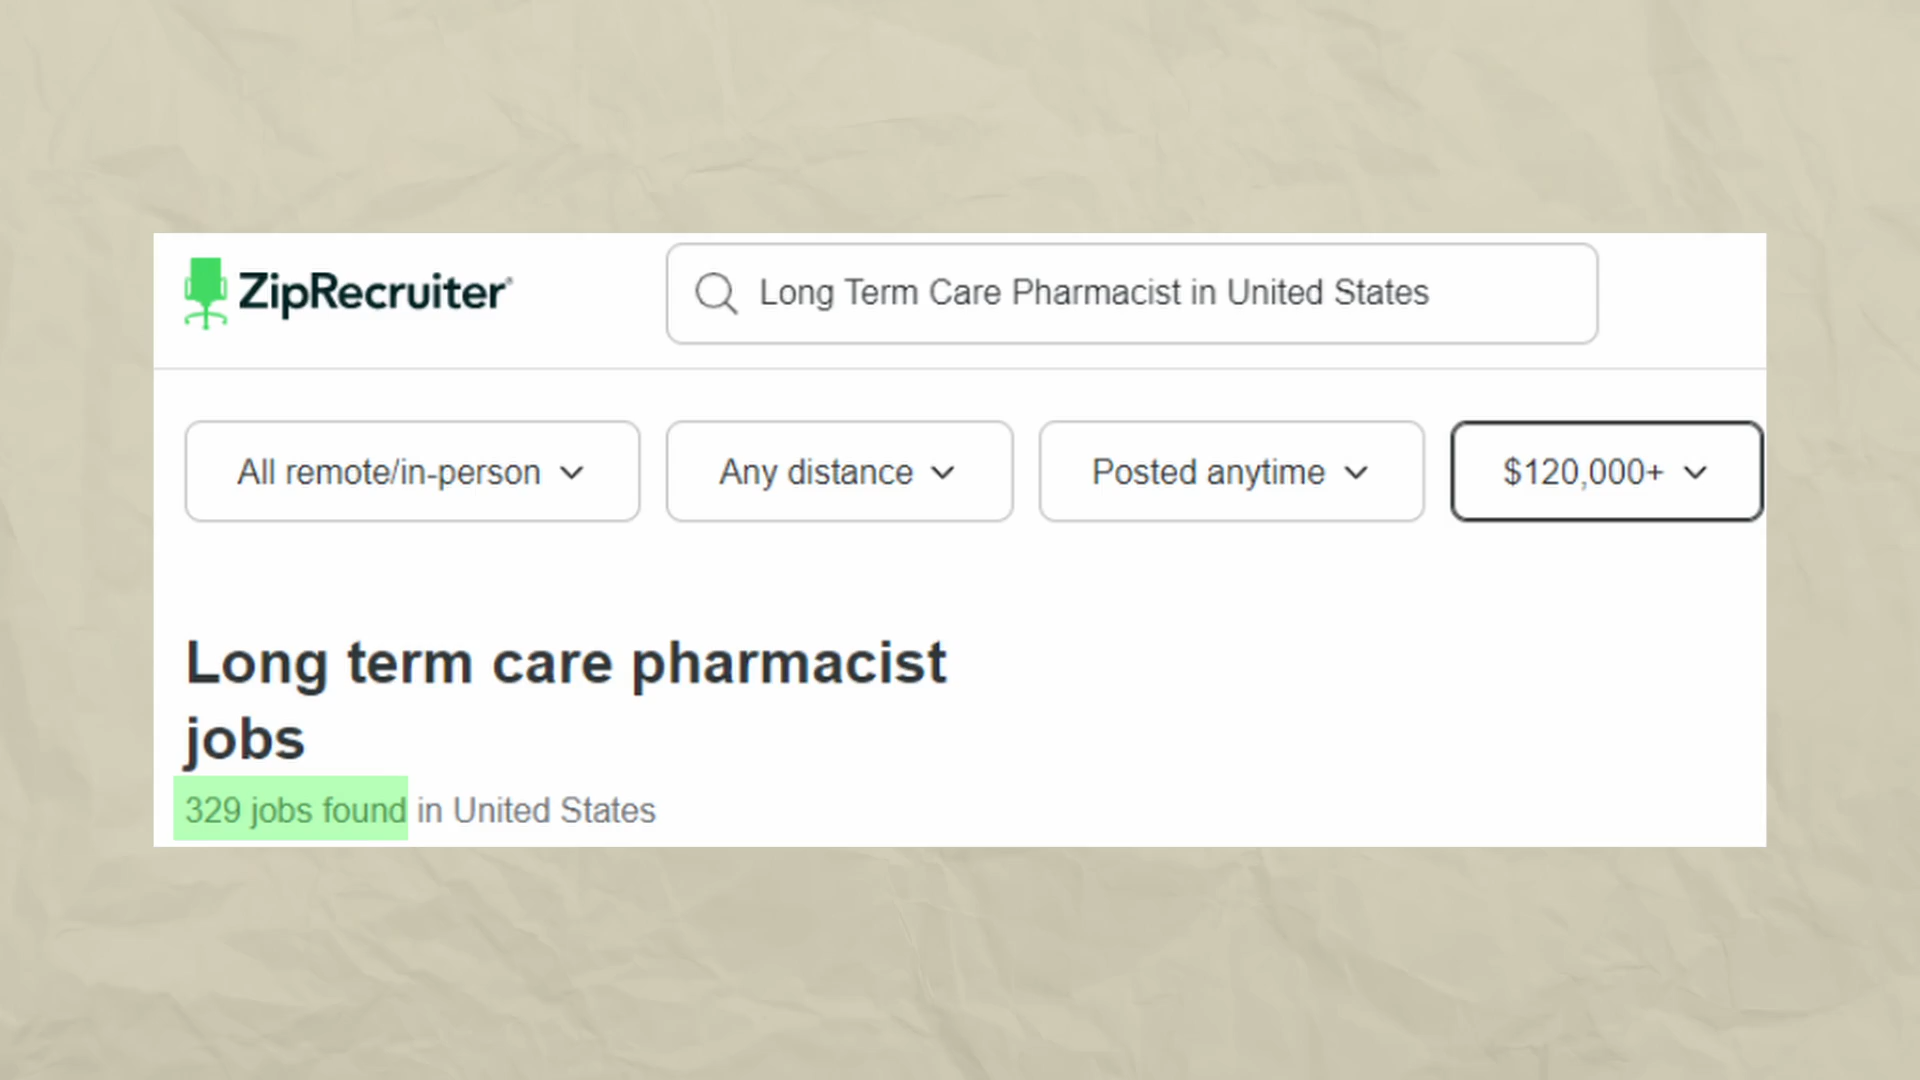 ZipRecruiter
Long Term Care Pharmacist in United States
All remote/in-person
Any distance
Posted anytime
$120,000+
Long term care pharmacist
jobs
329 jobs found in United States